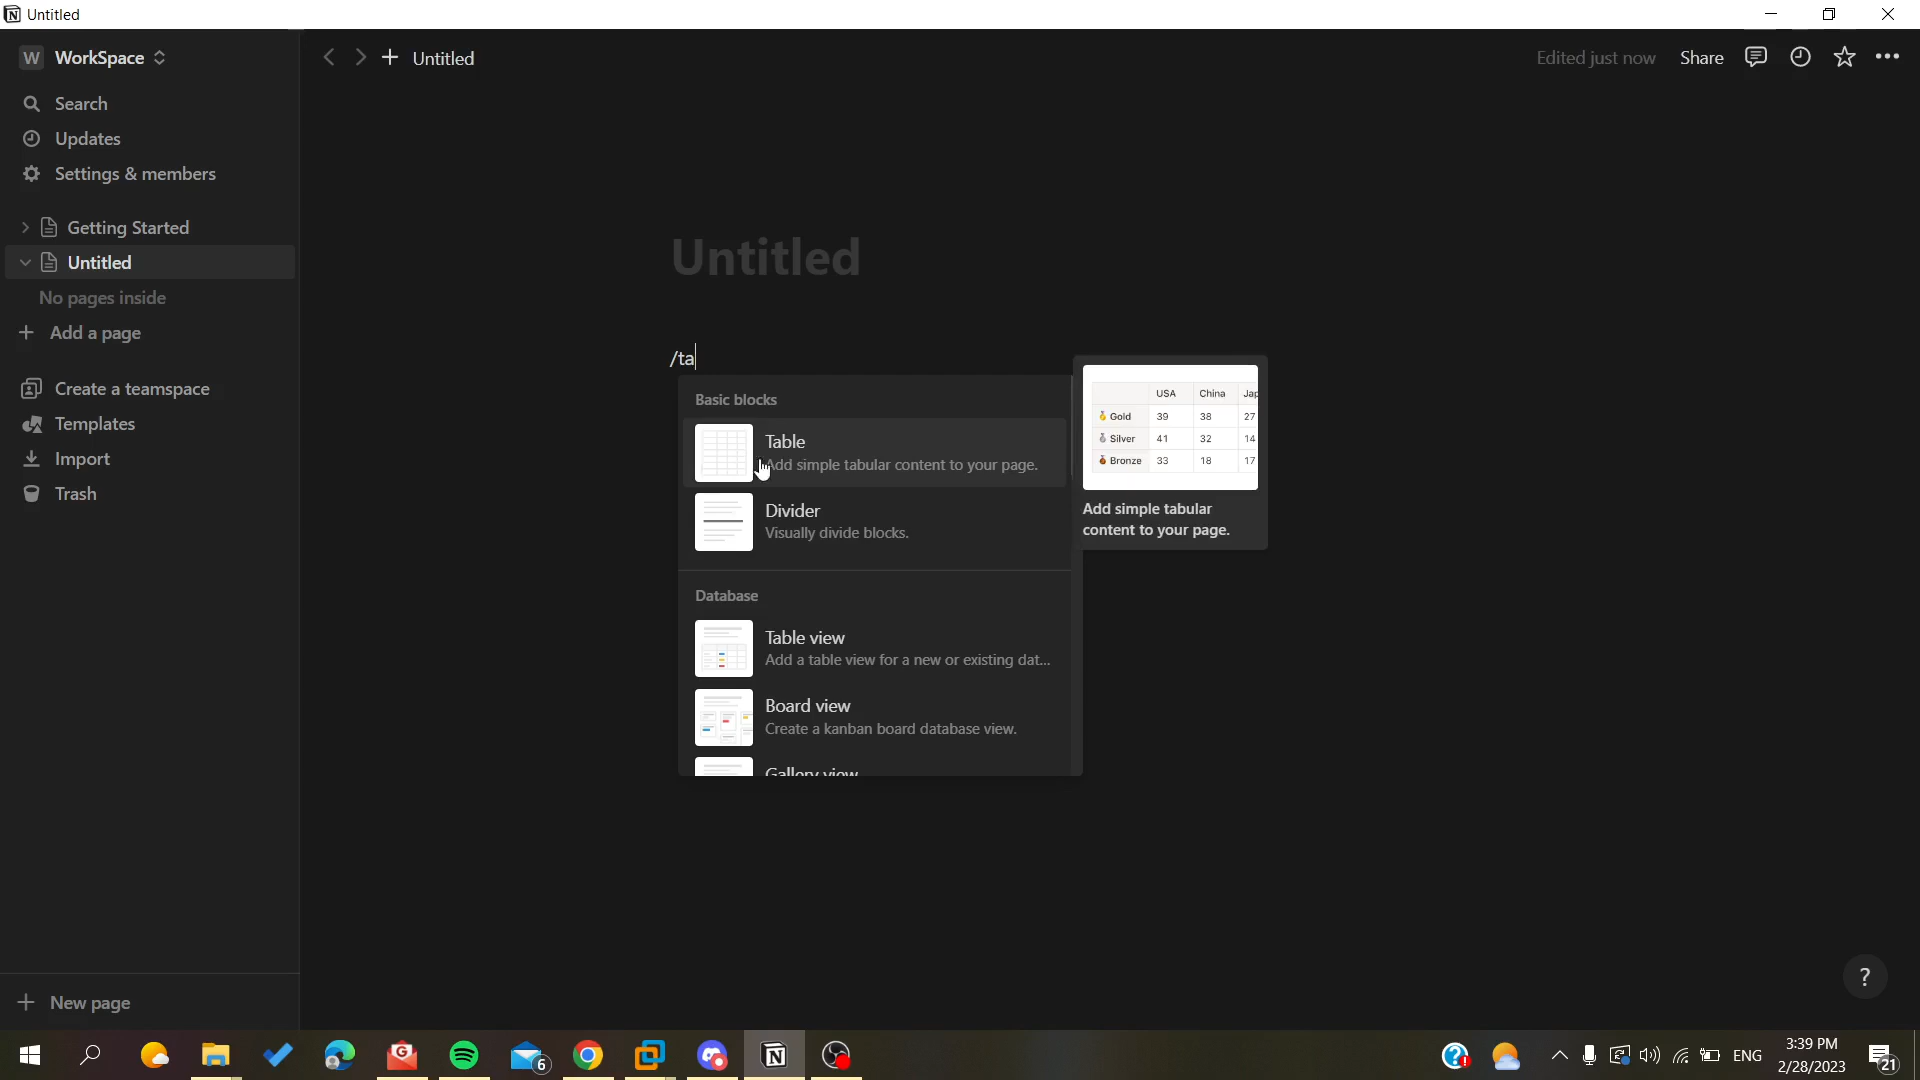 Untitled
W WorkSpace
Untitled
Edited just now Share
Search
Updates
Settings & members
Getting Started
Untitled
No pages inside
Add a page
Create a teamspace
Templates
Import
Trash
New page
Untitled
/ta
Basic blocks
Table
Add simple tabular content to your page.
Divider
Visually divide blocks.
Database
Table view
Add a table view for a new or existing dat...
Board view
Create a kanban board database view.
Gallery view
USA China Jap
Gold 39 38 27
Silver 41 32 14
Bronze 33 18 17
Add simple tabular
content to your page.
?
6
ENG
3:39 PM
2/28/2023
21